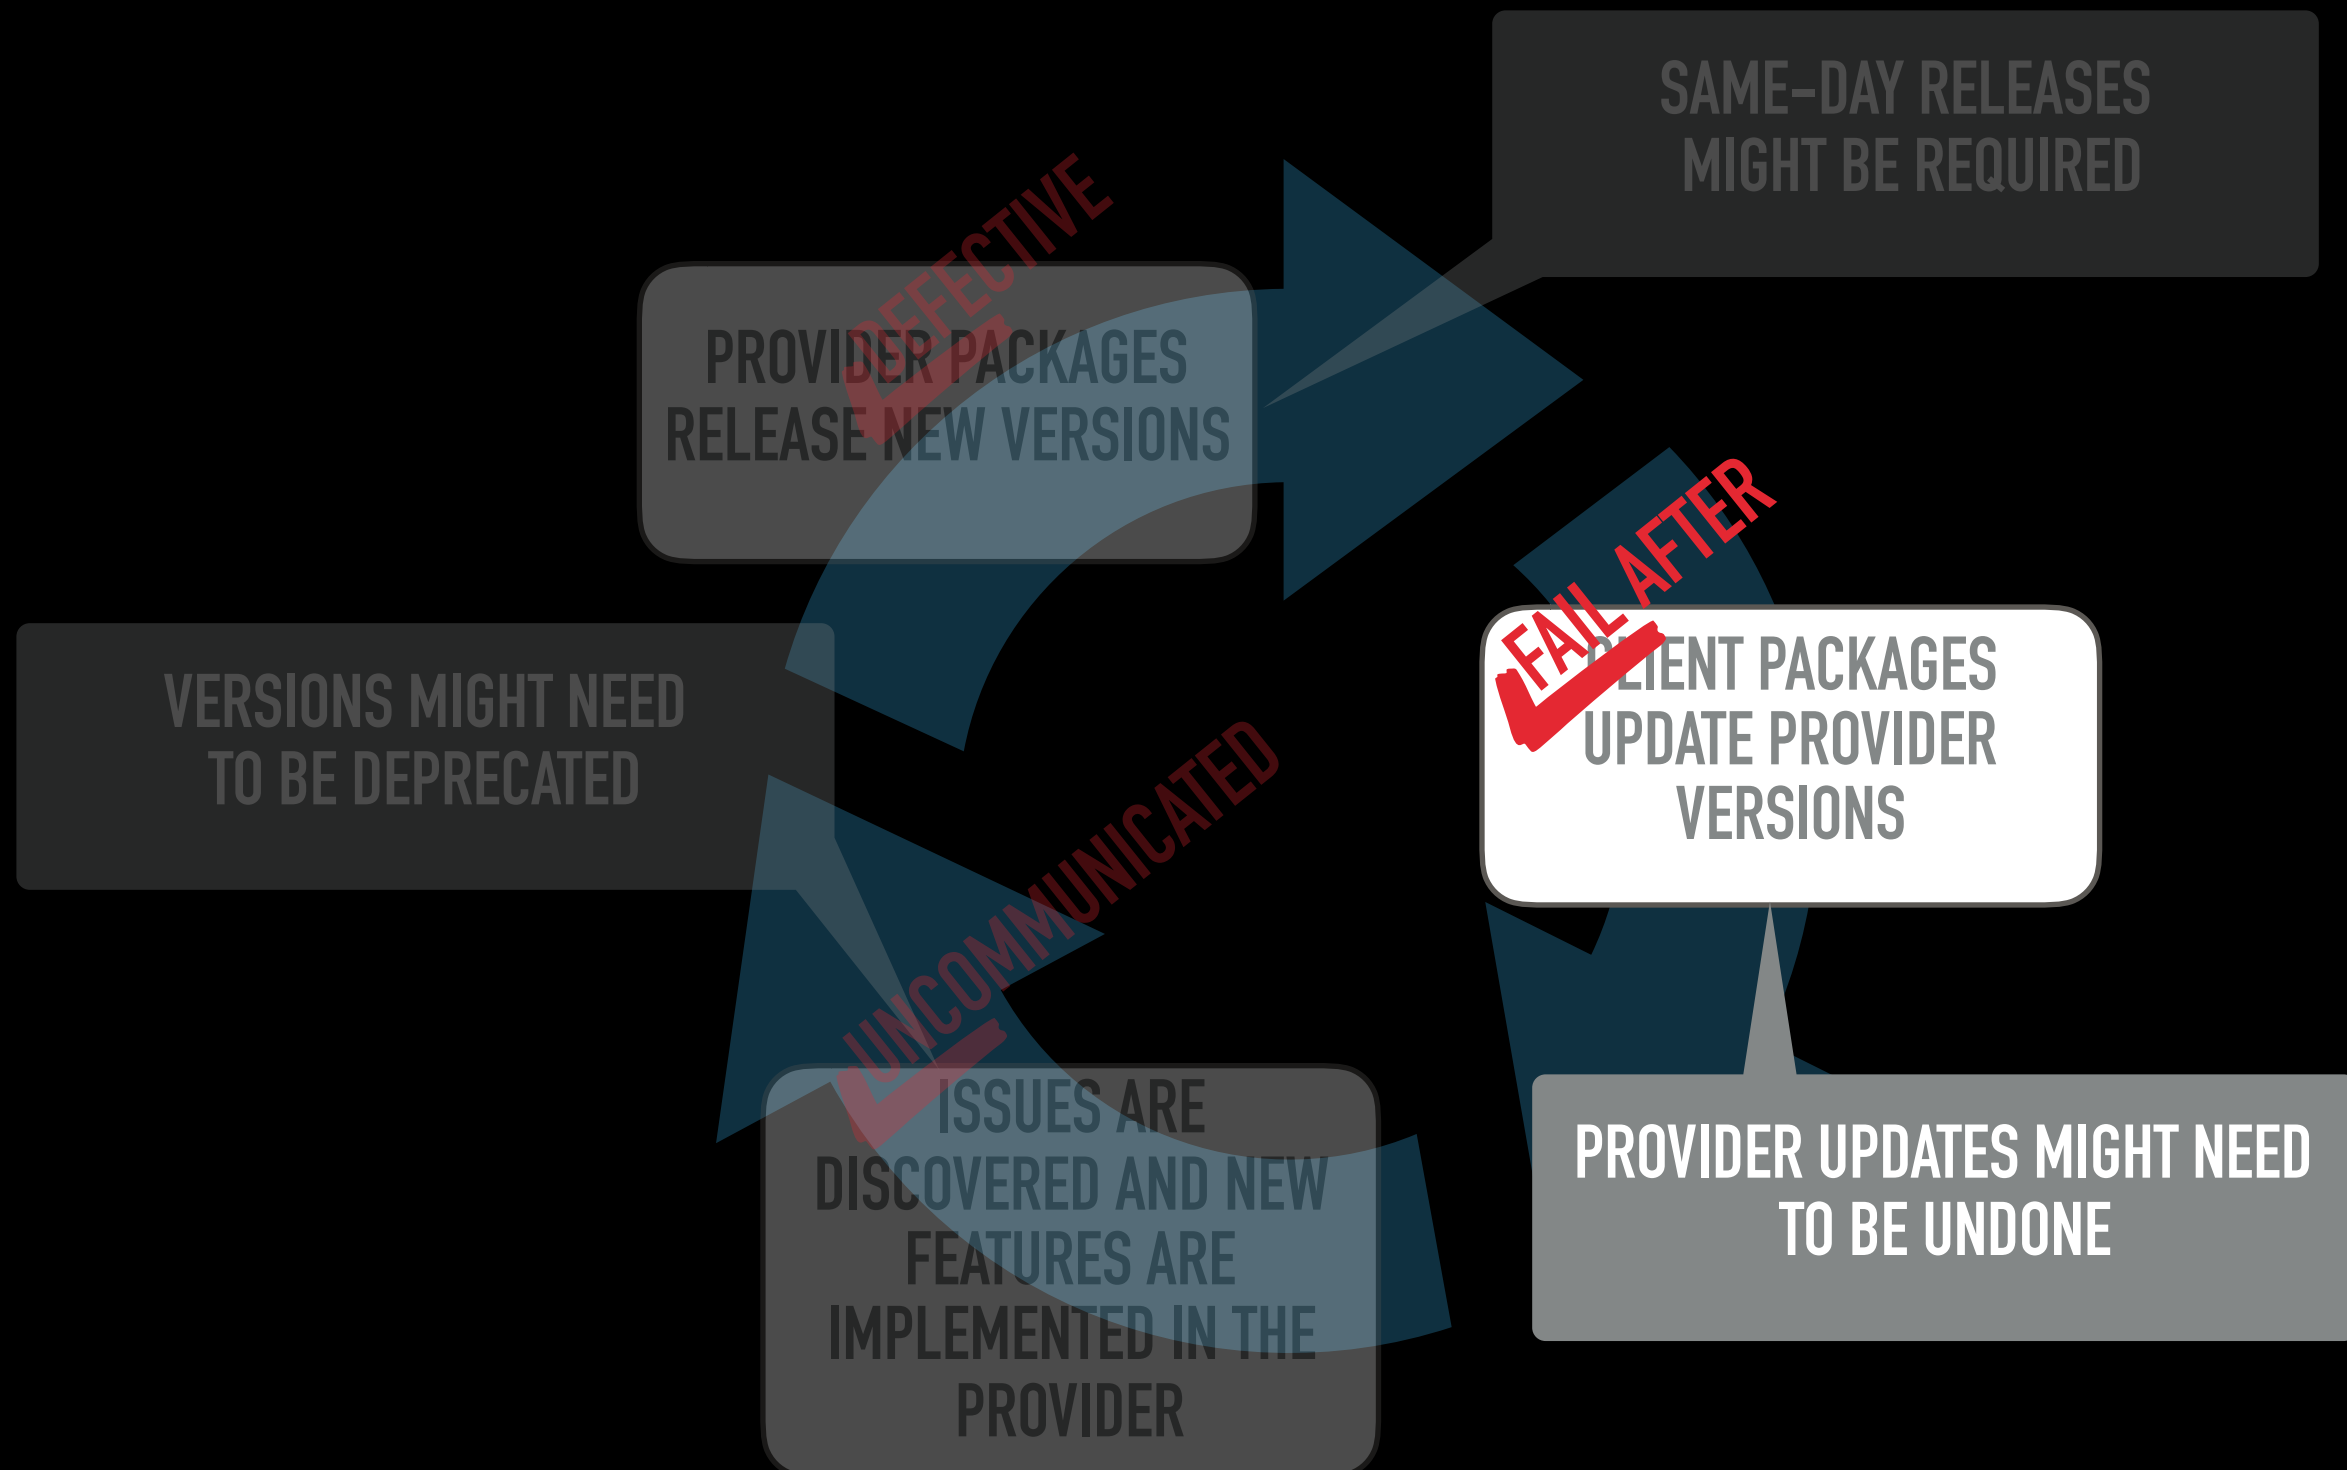 SAME-DAY RELEASES
MIGHT BE REQUIRED
DEFECTIVE
PROVIDER PACKAGES
RELEASE NEW VERSIONS
FAIL AFTER
CLIENT PACKAGES
UPDATE PROVIDER
VERSIONS
VERSIONS MIGHT NEED
TO BE DEPRECATED
UNCOMMUNICATED
ISSUES ARE
DISCOVERED AND NEW
FEATURES ARE
IMPLEMENTED IN THE
PROVIDER
PROVIDER UPDATES MIGHT NEED
TO BE UNDONE